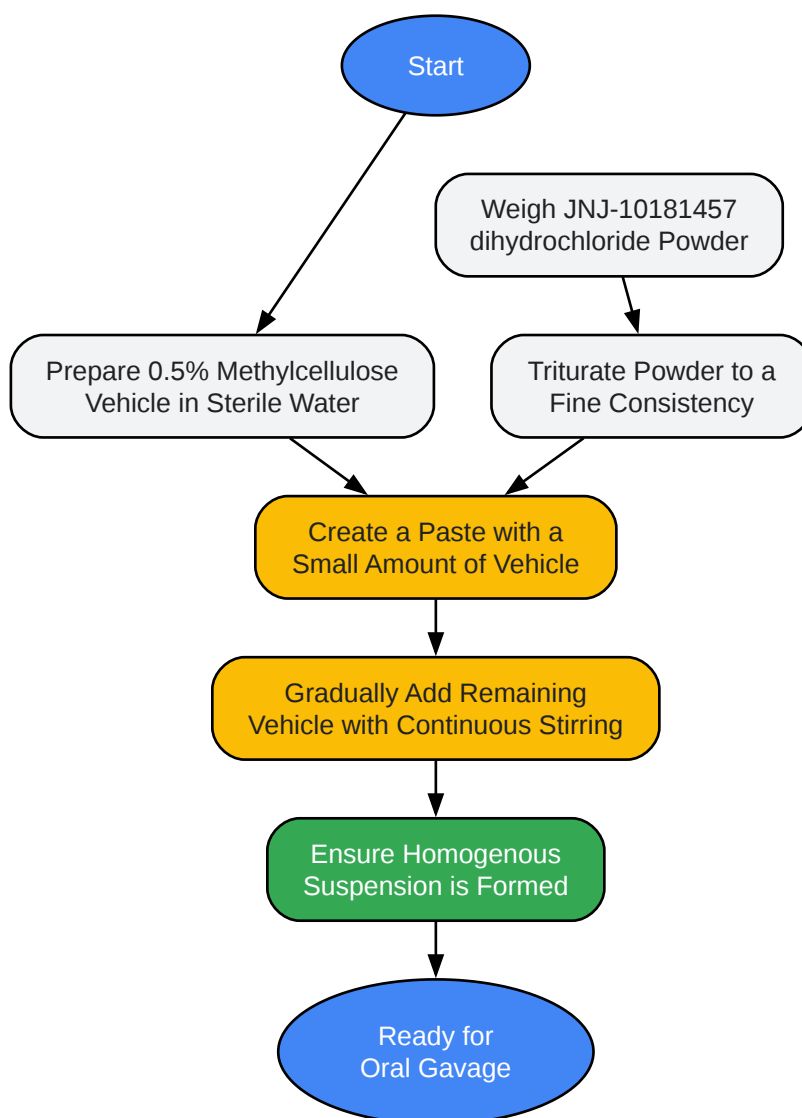 Start
Weigh JNJ-10181457
dihydrochloride Powder
Prepare 0.5% Methylcellulose
Vehicle in Sterile Water
Triturate Powder to a
Fine Consistency
Create a Paste with a
Small Amount of Vehicle
Gradually Add Remaining
Vehicle with Continuous Stirring
Ensure Homogenous
Suspension is Formed
Ready for
Oral Gavage